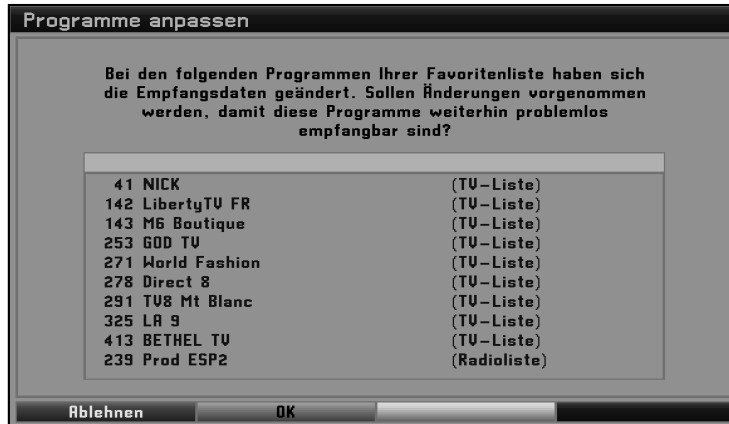 Programme anpassen
Bei den folgenden Programmen Ihrer Favoritenliste haben sich
die Empfangsdaten geändert. Sollen Änderungen vorgenommen
werden, damit diese Programme weiterhin problemlos
empfangbar sind?
41 NICK (TV-Liste)
142 LibertyTV FR (TV-Liste)
143 M6 Boutique (TV-Liste)
253 GOD TV (TV-Liste)
271 World Fashion (TV-Liste)
278 Direct 8 (TV-Liste)
291 TV8 Mt Blanc (TV-Liste)
325 LA 9 (TV-Liste)
413 BETHEL TV (TV-Liste)
239 Prod ESP2 (Radioliste)
Ablehnen OK